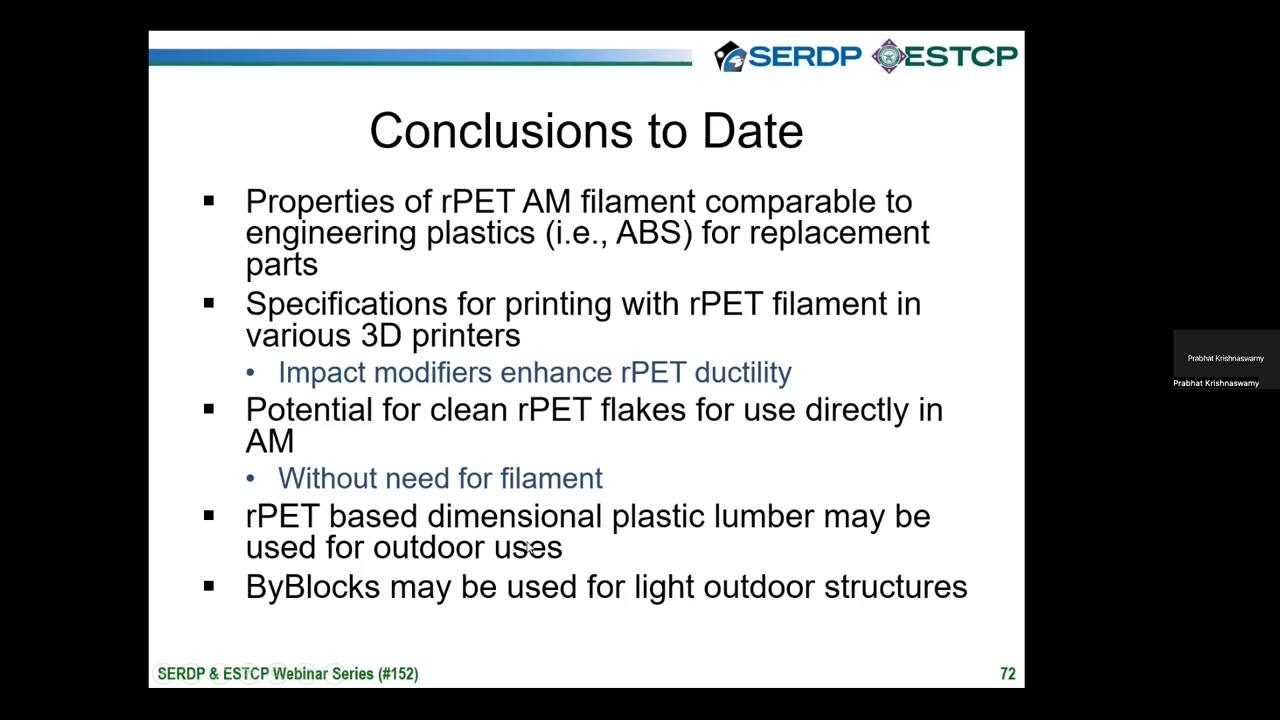 SERDP ESTCP
Conclusions to Date
▪ Properties of rPET AM filament comparable to
engineering plastics (i.e., ABS) for replacement
parts
▪ Specifications for printing with rPET filament in
various 3D printers
• Impact modifiers enhance rPET ductility
▪ Potential for clean rPET flakes for use directly in
AM
• Without need for filament
▪ rPET based dimensional plastic lumber may be
used for outdoor uses
▪ ByBlocks may be used for light outdoor structures
SERDP & ESTCP Webinar Series (#152)
72
Prabhat Krishnaswamy
Prabhat Krishnaswamy